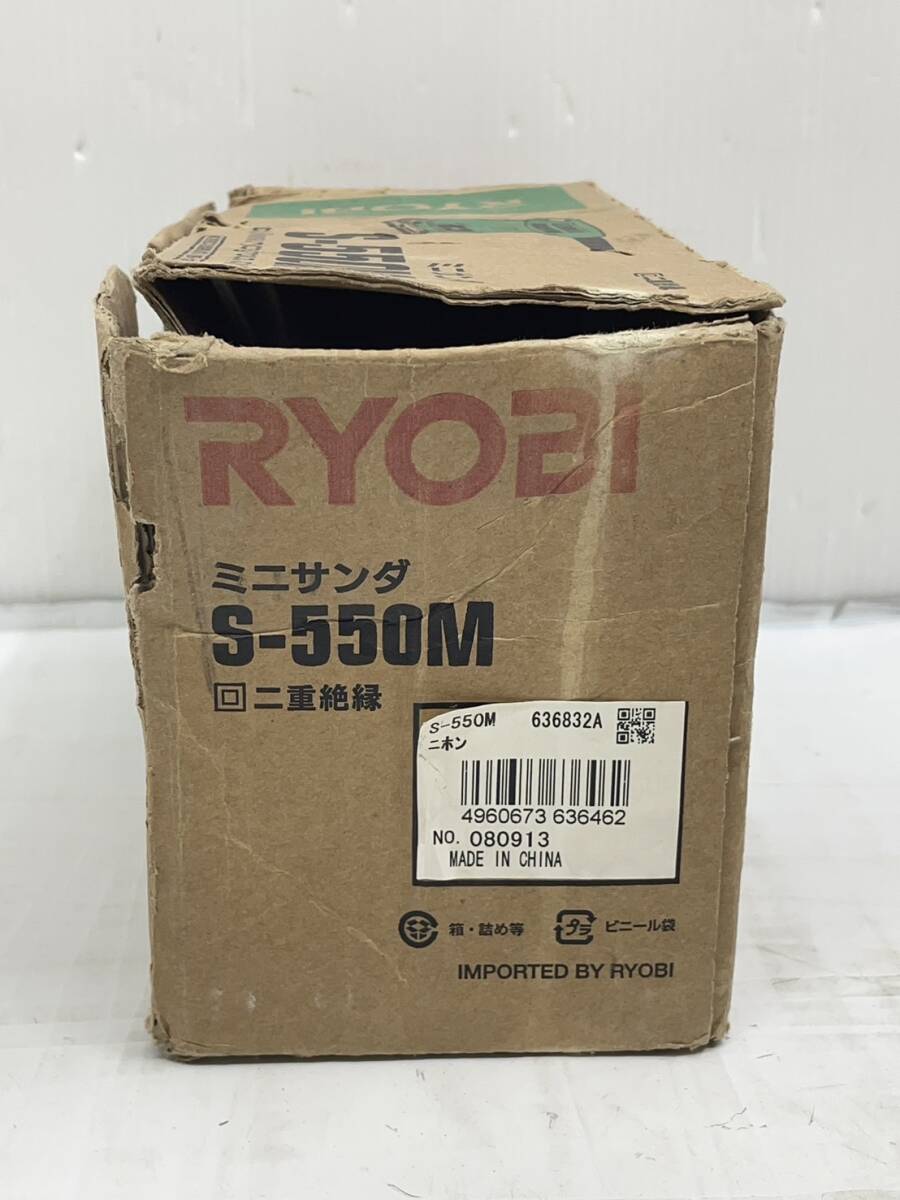 RYOBI
S-550M
RYOBI
ミニサンダ
S-550M
回二重絶縁
S-550M 636832A
ニホン
4960673 636462
NO. 080913
MADE IN CHINA
箱・詰め等 プラ ビニール袋
IMPORTED BY RYOBI